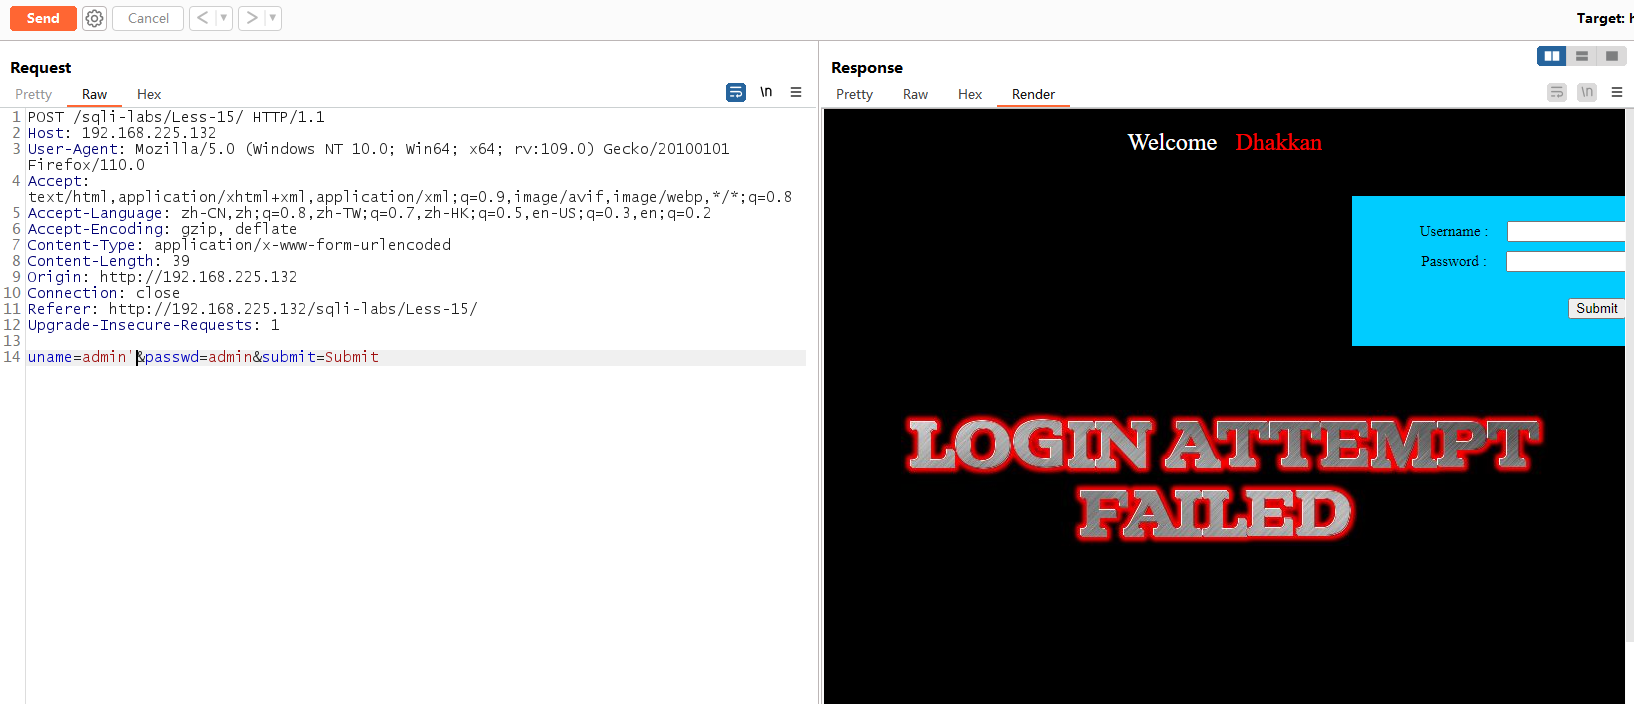 Send Cancel < > Target: h
Request
Pretty Raw Hex \n
1 POST /sqli-labs/Less-15/ HTTP/1.1
2 Host: 192.168.225.132
3 User-Agent: Mozilla/5.0 (Windows NT 10.0; Win64; x64; rv:109.0) Gecko/20100101
Firefox/110.0
4 Accept:
text/html,application/xhtml+xml,application/xml;q=0.9,image/avif,image/webp,*/*;q=0.8
5 Accept-Language: zh-CN,zh;q=0.8,zh-TW;q=0.7,zh-HK;q=0.5,en-US;q=0.3,en;q=0.2
6 Accept-Encoding: gzip, deflate
7 Content-Type: application/x-www-form-urlencoded
8 Content-Length: 39
9 Origin: http://192.168.225.132
10 Connection: close
11 Referer: http://192.168.225.132/sqli-labs/Less-15/
12 Upgrade-Insecure-Requests: 1
13
14 uname=admin'&passwd=admin&submit=Submit
Response
Pretty Raw Hex Render \n
Welcome Dhakkan
Username :
Password :
Submit
LOGIN ATTEMPT
FAILED